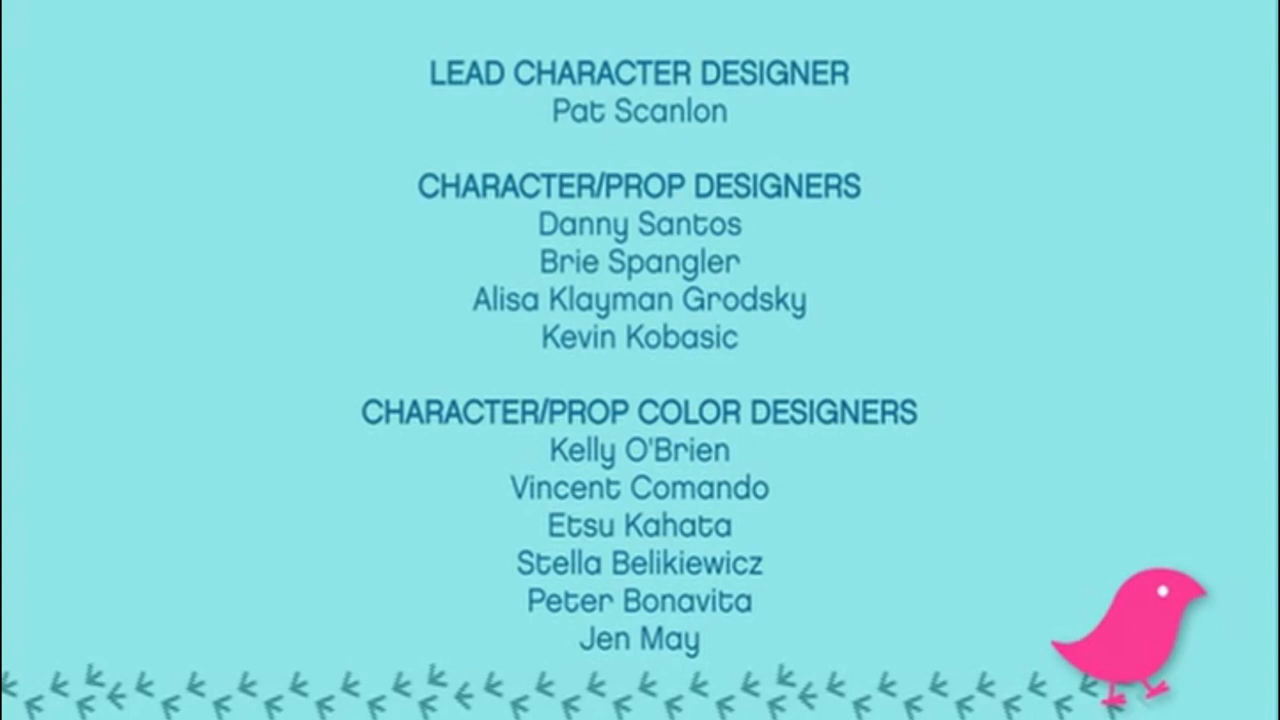 LEAD CHARACTER DESIGNER
Pat Scanlon
CHARACTER/PROP DESIGNERS
Danny Santos
Brie Spangler
Alisa Klayman Grodsky
Kevin Kobasic
CHARACTER/PROP COLOR DESIGNERS
Kelly O'Brien
Vincent Comando
Etsu Kahata
Stella Belikiewicz
Peter Bonavita
Jen May